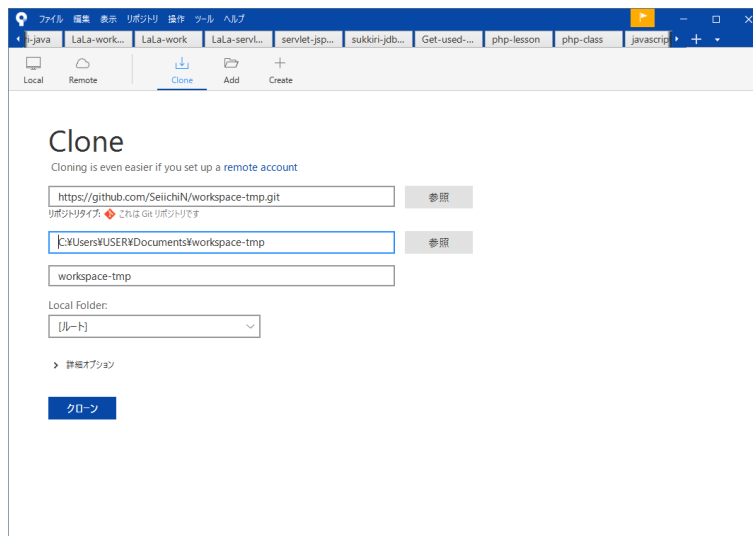 ファイル 編集 表示 リポジトリ 操作 ツール ヘルプ
i-java LaLa-work... LaLa-work LaLa-servl... servlet-jsp... sukkiri-jdb... Get-used-... php-lesson php-class javascrip
Local Remote Clone Add Create
Clone
Cloning is even easier if you set up a remote account
https://github.com/SeiichiN/workspace-tmp.git 参照
リポジトリタイプ: これは Git リポジトリです
C:¥Users¥USER¥Documents¥workspace-tmp 参照
workspace-tmp
Local Folder:
[ルート]
詳細オプション
クローン